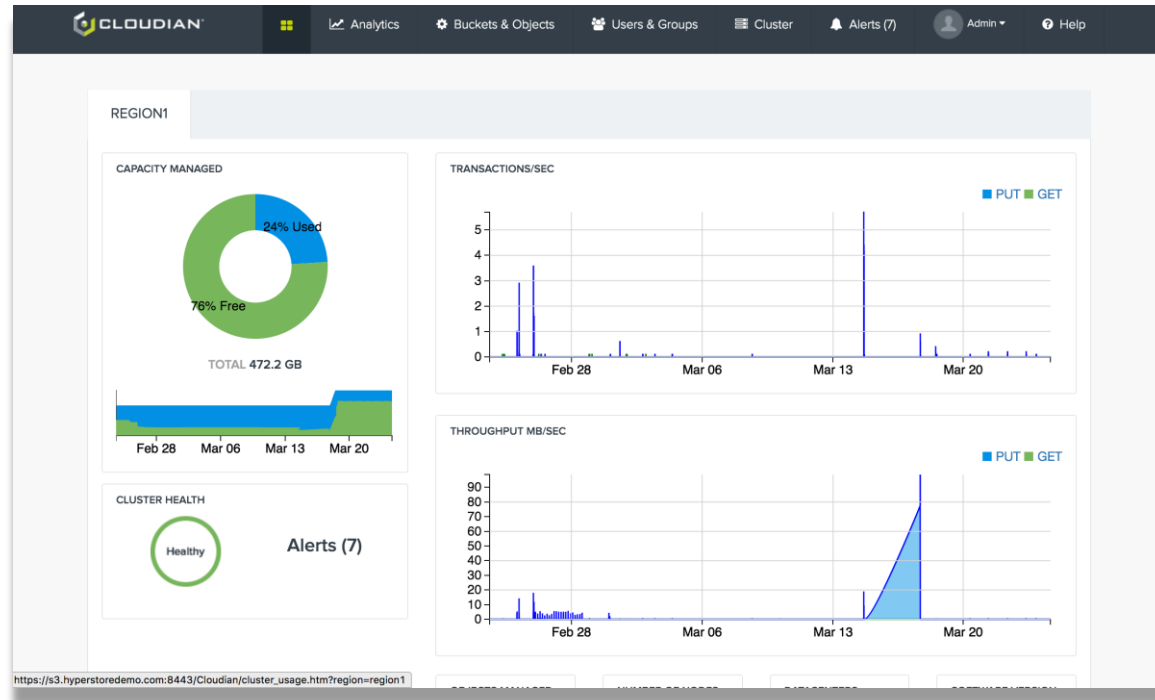 CLOUDIAN
Analytics
Buckets & Objects
Users & Groups
Cluster
Alerts (7)
Admin
Help
REGION1
CAPACITY MANAGED
24% Used
76% Free
TOTAL 472.2 GB
Feb 28 Mar 06 Mar 13 Mar 20
CLUSTER HEALTH
Healthy
Alerts (7)
TRANSACTIONS/SEC
PUT GET
5
4
3
2
1
0
Feb 28 Mar 06 Mar 13 Mar 20
THROUGHPUT MB/SEC
PUT GET
90
80
70
60
50
40
30
20
10
0
Feb 28 Mar 06 Mar 13 Mar 20
https://s3.hyperstoredemo.com:8443/Cloudian/cluster_usage.htm?region=region1